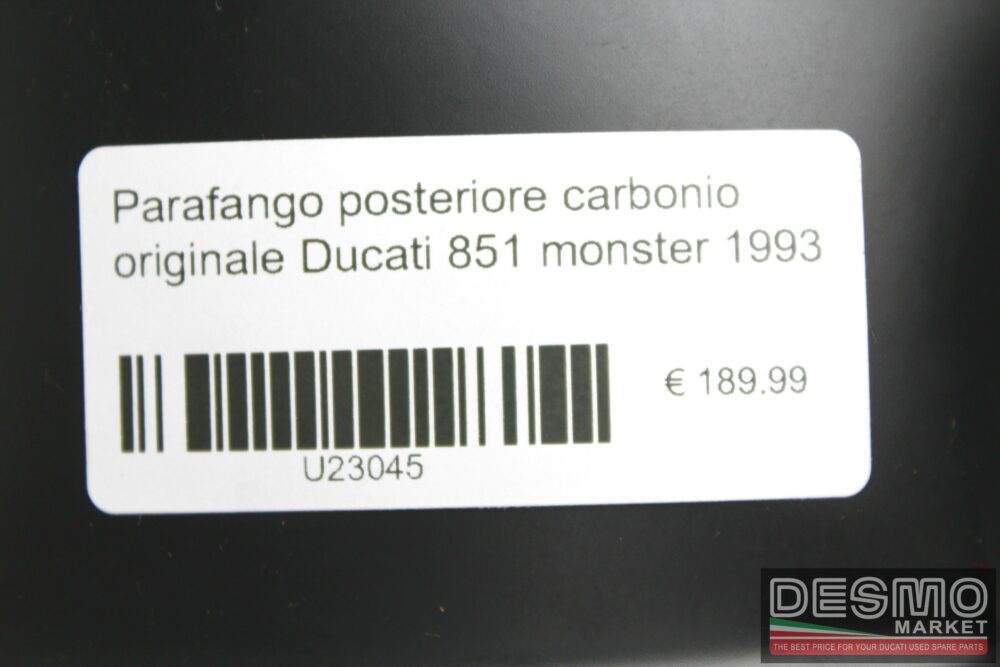 Parafango posteriore carbonio
originale Ducati 851 monster 1993
€ 189.99
U23045
DESMO
MARKET
THE BEST PRICE FOR YOUR DUCATI USED SPARE PARTS